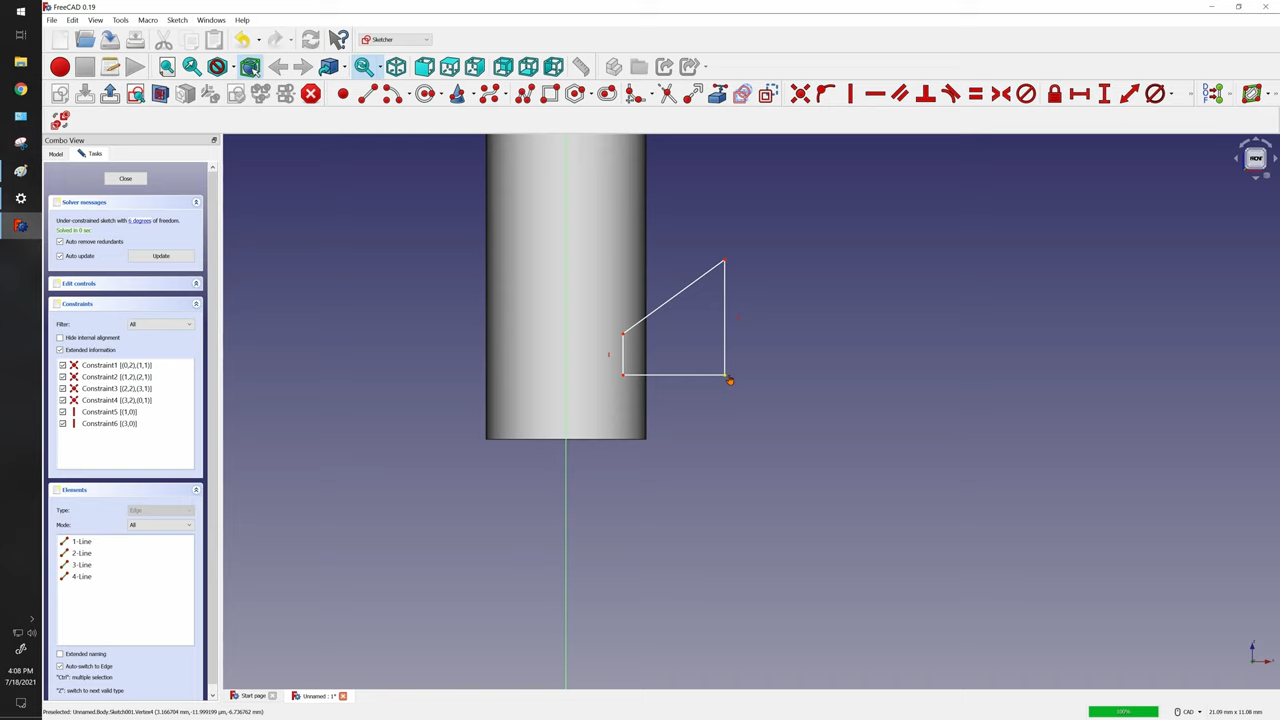 FreeCAD 0.19
File Edit View Tools Macro Sketch Windows Help
Sketcher
Combo View
Model Tasks
FRONT
Close
Solver messages
Under-constrained sketch with 6 degrees of freedom.
Solved in 0 sec
Auto remove redundants
Auto update Update
Edit controls
Constraints
Filter: All
Hide internal alignment
Extended information
Constraint1 [(0,2),(1,1)]
Constraint2 [(1,2),(2,1)]
Constraint3 [(2,2),(3,1)]
Constraint4 [(3,2),(0,1)]
Constraint5 [(1,0)]
Constraint6 [(3,0)]
Elements
Type: Edge
Mode: All
1-Line
2-Line
3-Line
4-Line
Extended naming
Auto-switch to Edge
"Ctrl": multiple selection
"Z": switch to next valid type
4:08 PM
7/18/2021
Start page Unnamed : 1*
Preselected: Unnamed.Body.Sketch001.Vertex4 (3.166704 mm, -11.999199 µm, -6.736762 mm) 100% CAD 21.09 mm x 11.08 mm